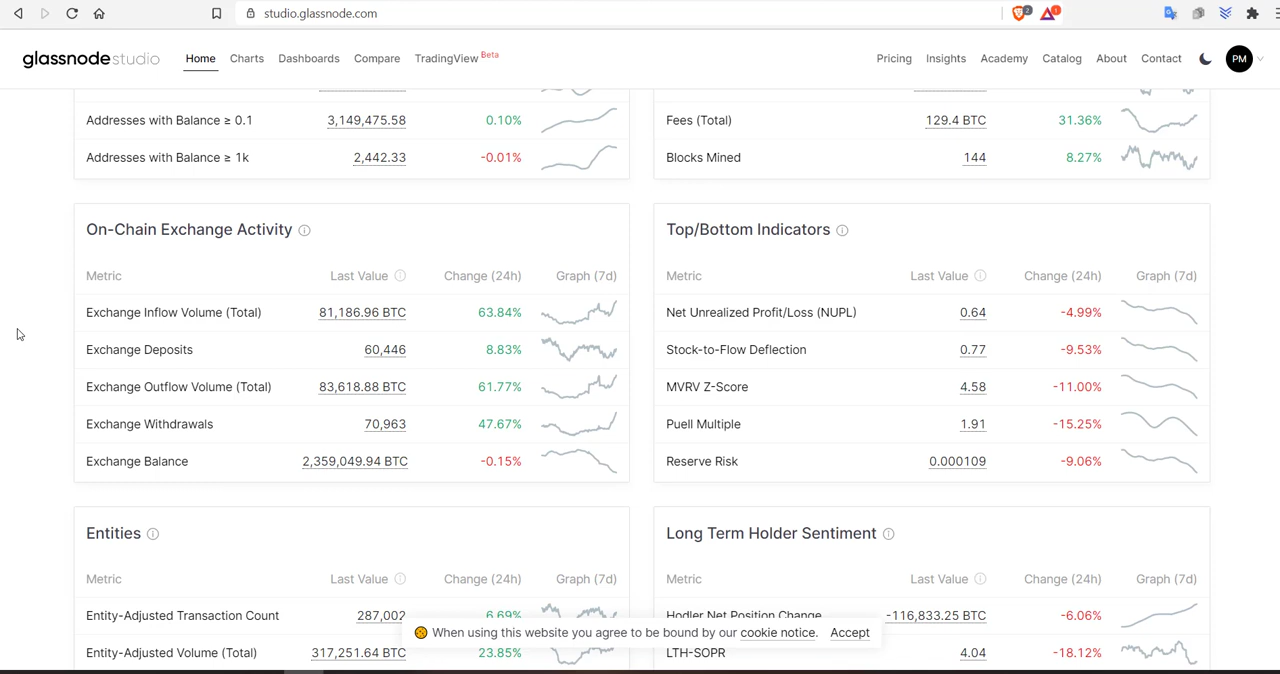 studio.glassnode.com
2
1
glassnodestudio Home Charts Dashboards Compare TradingView Beta Pricing Insights Academy Catalog About Contact PM
Addresses with Balance ≥ 0.1 3,149,475.58 0.10%
Addresses with Balance ≥ 1k 2,442.33 -0.01%
Fees (Total) 129.4 BTC 31.36%
Blocks Mined 144 8.27%
On-Chain Exchange Activity
Metric Last Value Change (24h) Graph (7d)
Exchange Inflow Volume (Total) 81,186.96 BTC 63.84%
Exchange Deposits 60,446 8.83%
Exchange Outflow Volume (Total) 83,618.88 BTC 61.77%
Exchange Withdrawals 70,963 47.67%
Exchange Balance 2,359,049.94 BTC -0.15%
Top/Bottom Indicators
Metric Last Value Change (24h) Graph (7d)
Net Unrealized Profit/Loss (NUPL) 0.64 -4.99%
Stock-to-Flow Deflection 0.77 -9.53%
MVRV Z-Score 4.58 -11.00%
Puell Multiple 1.91 -15.25%
Reserve Risk 0.000109 -9.06%
Entities
Metric Last Value Change (24h) Graph (7d)
Entity-Adjusted Transaction Count 287,002 6.69%
Entity-Adjusted Volume (Total) 317,251.64 BTC 23.85%
Long Term Holder Sentiment
Metric Last Value Change (24h) Graph (7d)
Hodler Net Position Change -116,833.25 BTC -6.06%
LTH-SOPR 4.04 -18.12%
When using this website you agree to be bound by our cookie notice. Accept